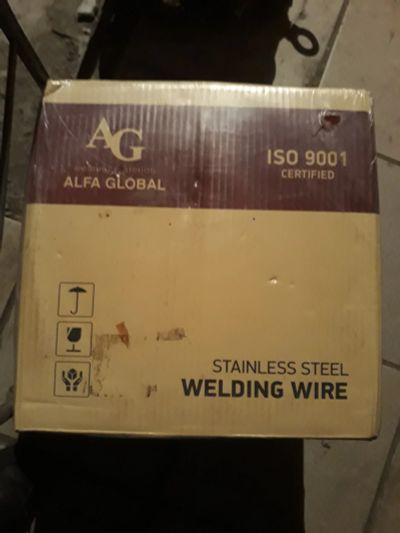 AG
ALFA GLOBAL
ISO 9001
CERTIFIED
STAINLESS STEEL
WELDING WIRE